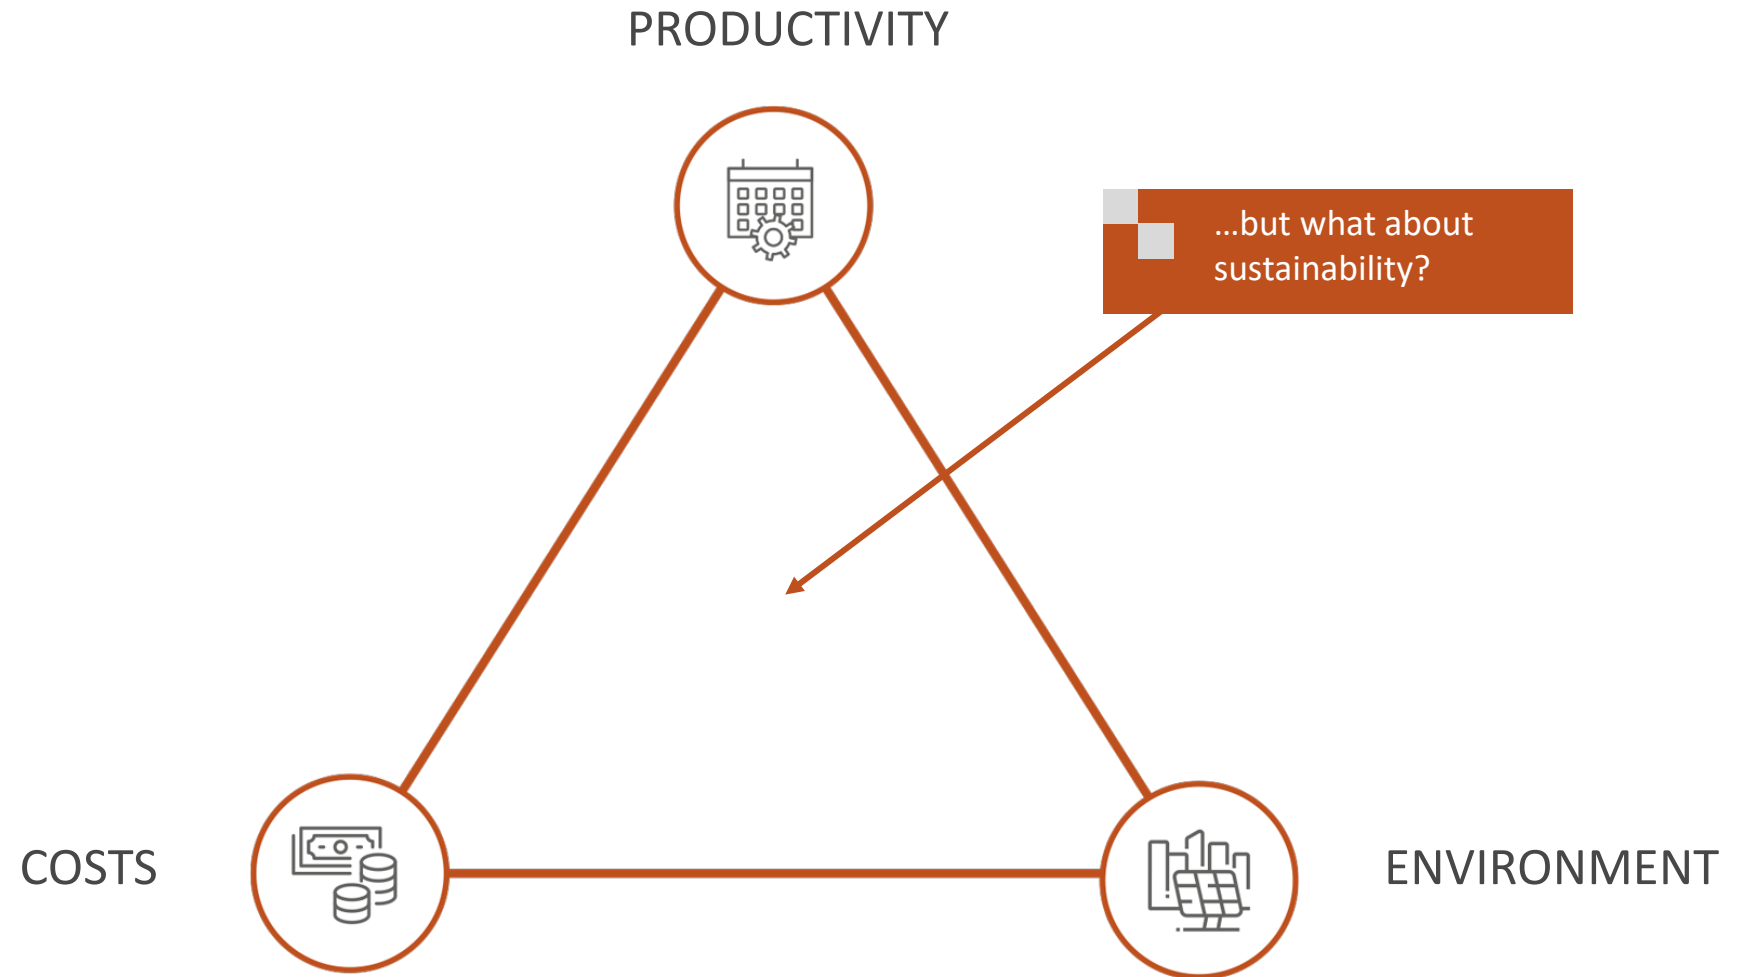 PRODUCTIVITY
...but what about
sustainability?
COSTS
ENVIRONMENT